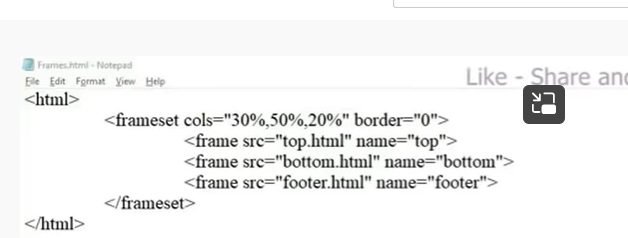 Frames.html - Notepad
File Edit Format View Help
Like - Share and
<html>
<frameset cols="30%,50%,20%" border="0">
<frame src="top.html" name="top">
<frame src="bottom.html" name="bottom">
<frame src="footer.html" name="footer">
</frameset>
</html>